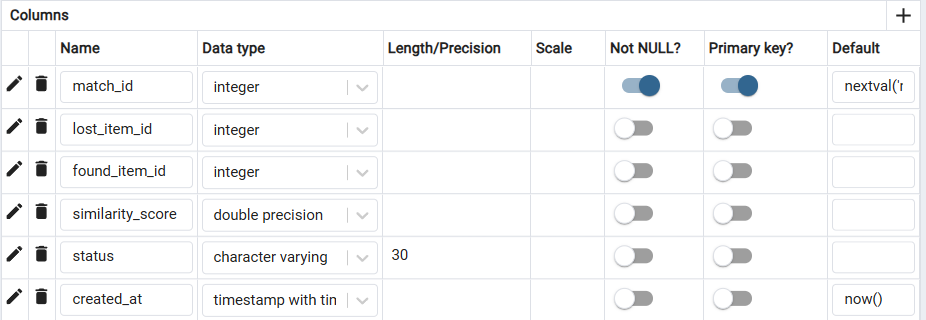 Columns
Name Data type Length/Precision Scale Not NULL? Primary key? Default
match_id integer nextval('r
lost_item_id integer
found_item_id integer
similarity_score double precision
status character varying 30
created_at timestamp with tin now()